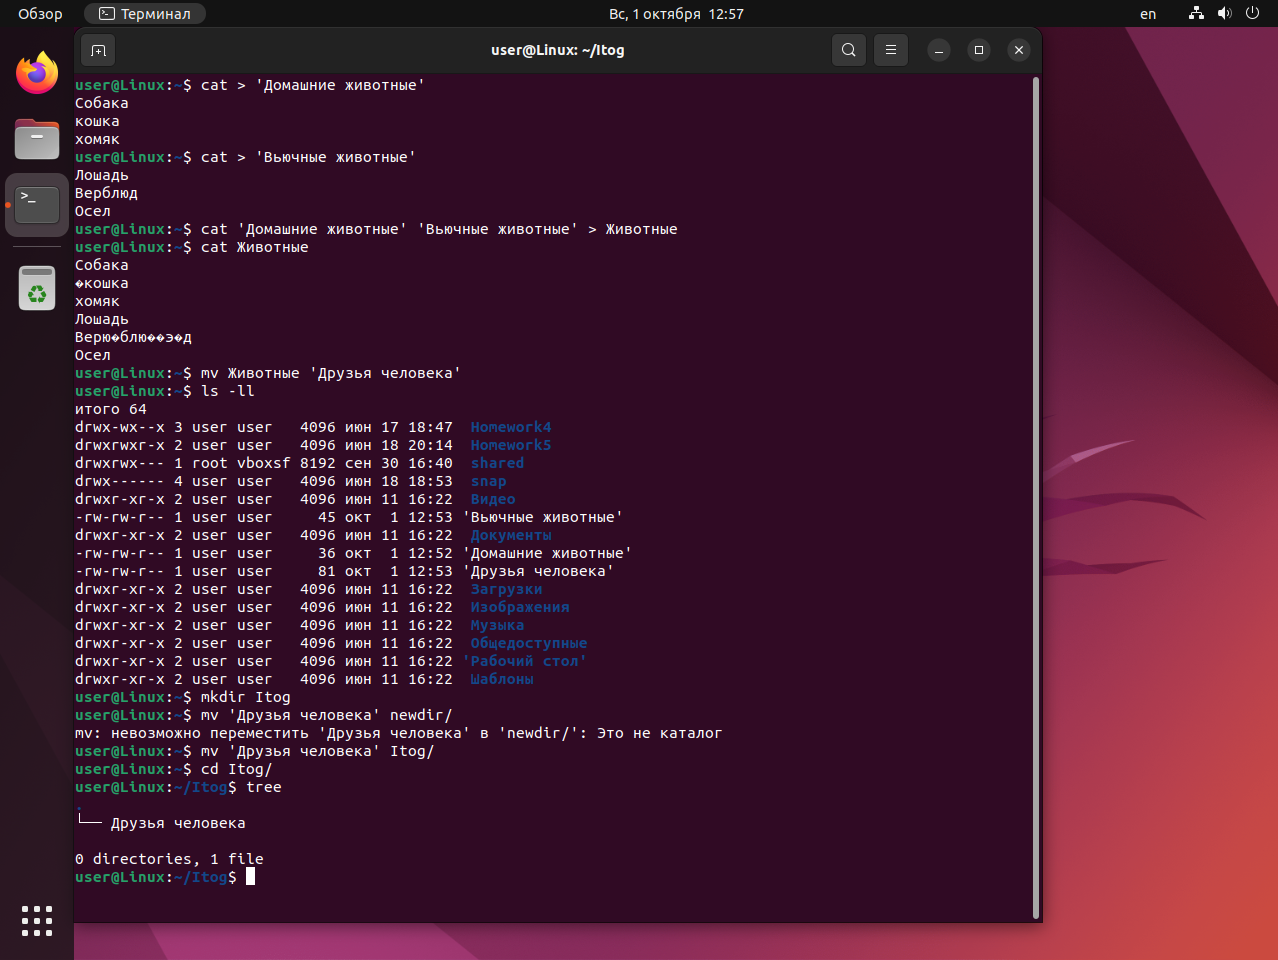 Обзор Терминал Вс, 1 октября 12:57 en
user@Linux: ~/Itog
user@Linux:~$ cat > 'Домашние животные'
Собака
кошка
хомяк
user@Linux:~$ cat > 'Вьючные животные'
Лошадь
Верблюд
Осел
user@Linux:~$ cat 'Домашние животные' 'Вьючные животные' > Животные
user@Linux:~$ cat Животные
Собака
�кошка
хомяк
Лошадь
Верю�блю��э�д
Осел
user@Linux:~$ mv Животные 'Друзья человека'
user@Linux:~$ ls -ll
итого 64
drwx-wx--x 3 user user 4096 июн 17 18:47 Homework4
drwxrwxr-x 2 user user 4096 июн 18 20:14 Homework5
drwxrwx--- 1 root vboxsf 8192 сен 30 16:40 shared
drwx------ 4 user user 4096 июн 18 18:53 snap
drwxr-xr-x 2 user user 4096 июн 11 16:22 Видео
-rw-rw-r-- 1 user user 45 окт 1 12:53 'Вьючные животные'
drwxr-xr-x 2 user user 4096 июн 11 16:22 Документы
-rw-rw-r-- 1 user user 36 окт 1 12:52 'Домашние животные'
-rw-rw-r-- 1 user user 81 окт 1 12:53 'Друзья человека'
drwxr-xr-x 2 user user 4096 июн 11 16:22 Загрузки
drwxr-xr-x 2 user user 4096 июн 11 16:22 Изображения
drwxr-xr-x 2 user user 4096 июн 11 16:22 Музыка
drwxr-xr-x 2 user user 4096 июн 11 16:22 Общедоступные
drwxr-xr-x 2 user user 4096 июн 11 16:22 'Рабочий стол'
drwxr-xr-x 2 user user 4096 июн 11 16:22 Шаблоны
user@Linux:~$ mkdir Itog
user@Linux:~$ mv 'Друзья человека' newdir/
mv: невозможно переместить 'Друзья человека' в 'newdir/': Это не каталог
user@Linux:~$ mv 'Друзья человека' Itog/
user@Linux:~$ cd Itog/
user@Linux:~/Itog$ tree
.
└── Друзья человека
0 directories, 1 file
user@Linux:~/Itog$